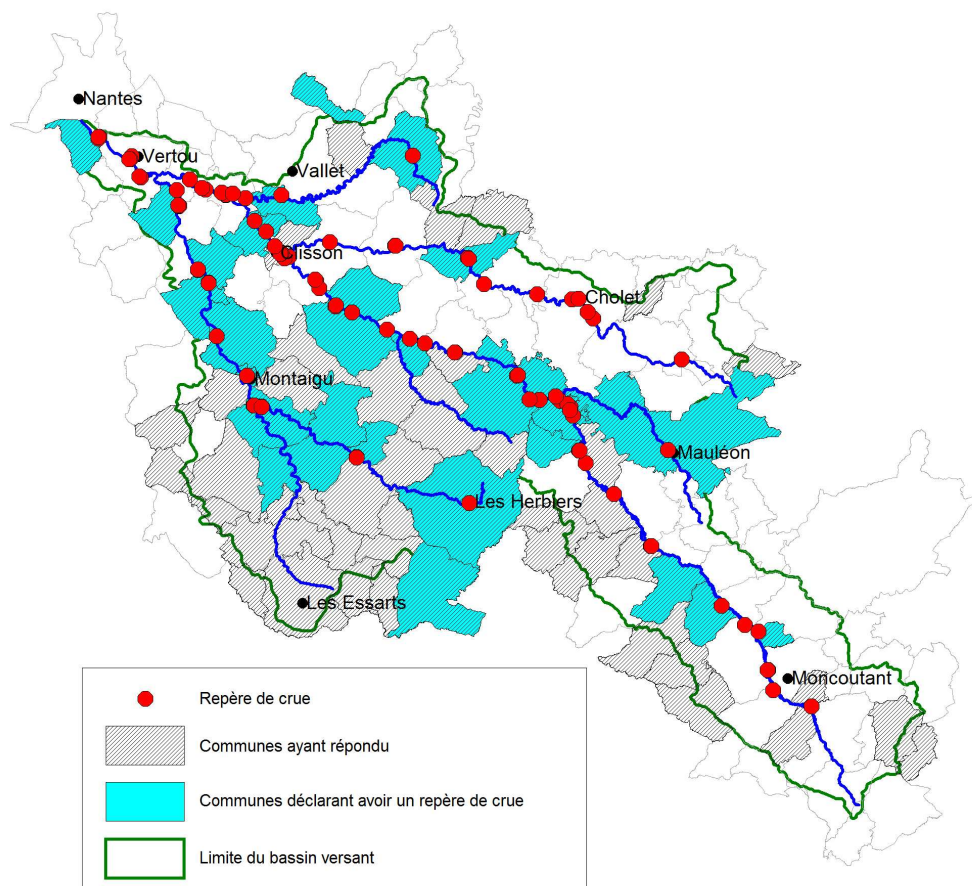 Nantes
Vertou
Vallet
Clisson
Cholet
Montaigu
Mauléon
Les Herbiers
Les Essarts
Moncoutant
Repère de crue
Communes ayant répondu
Communes déclarant avoir un repère de crue
Limite du bassin versant